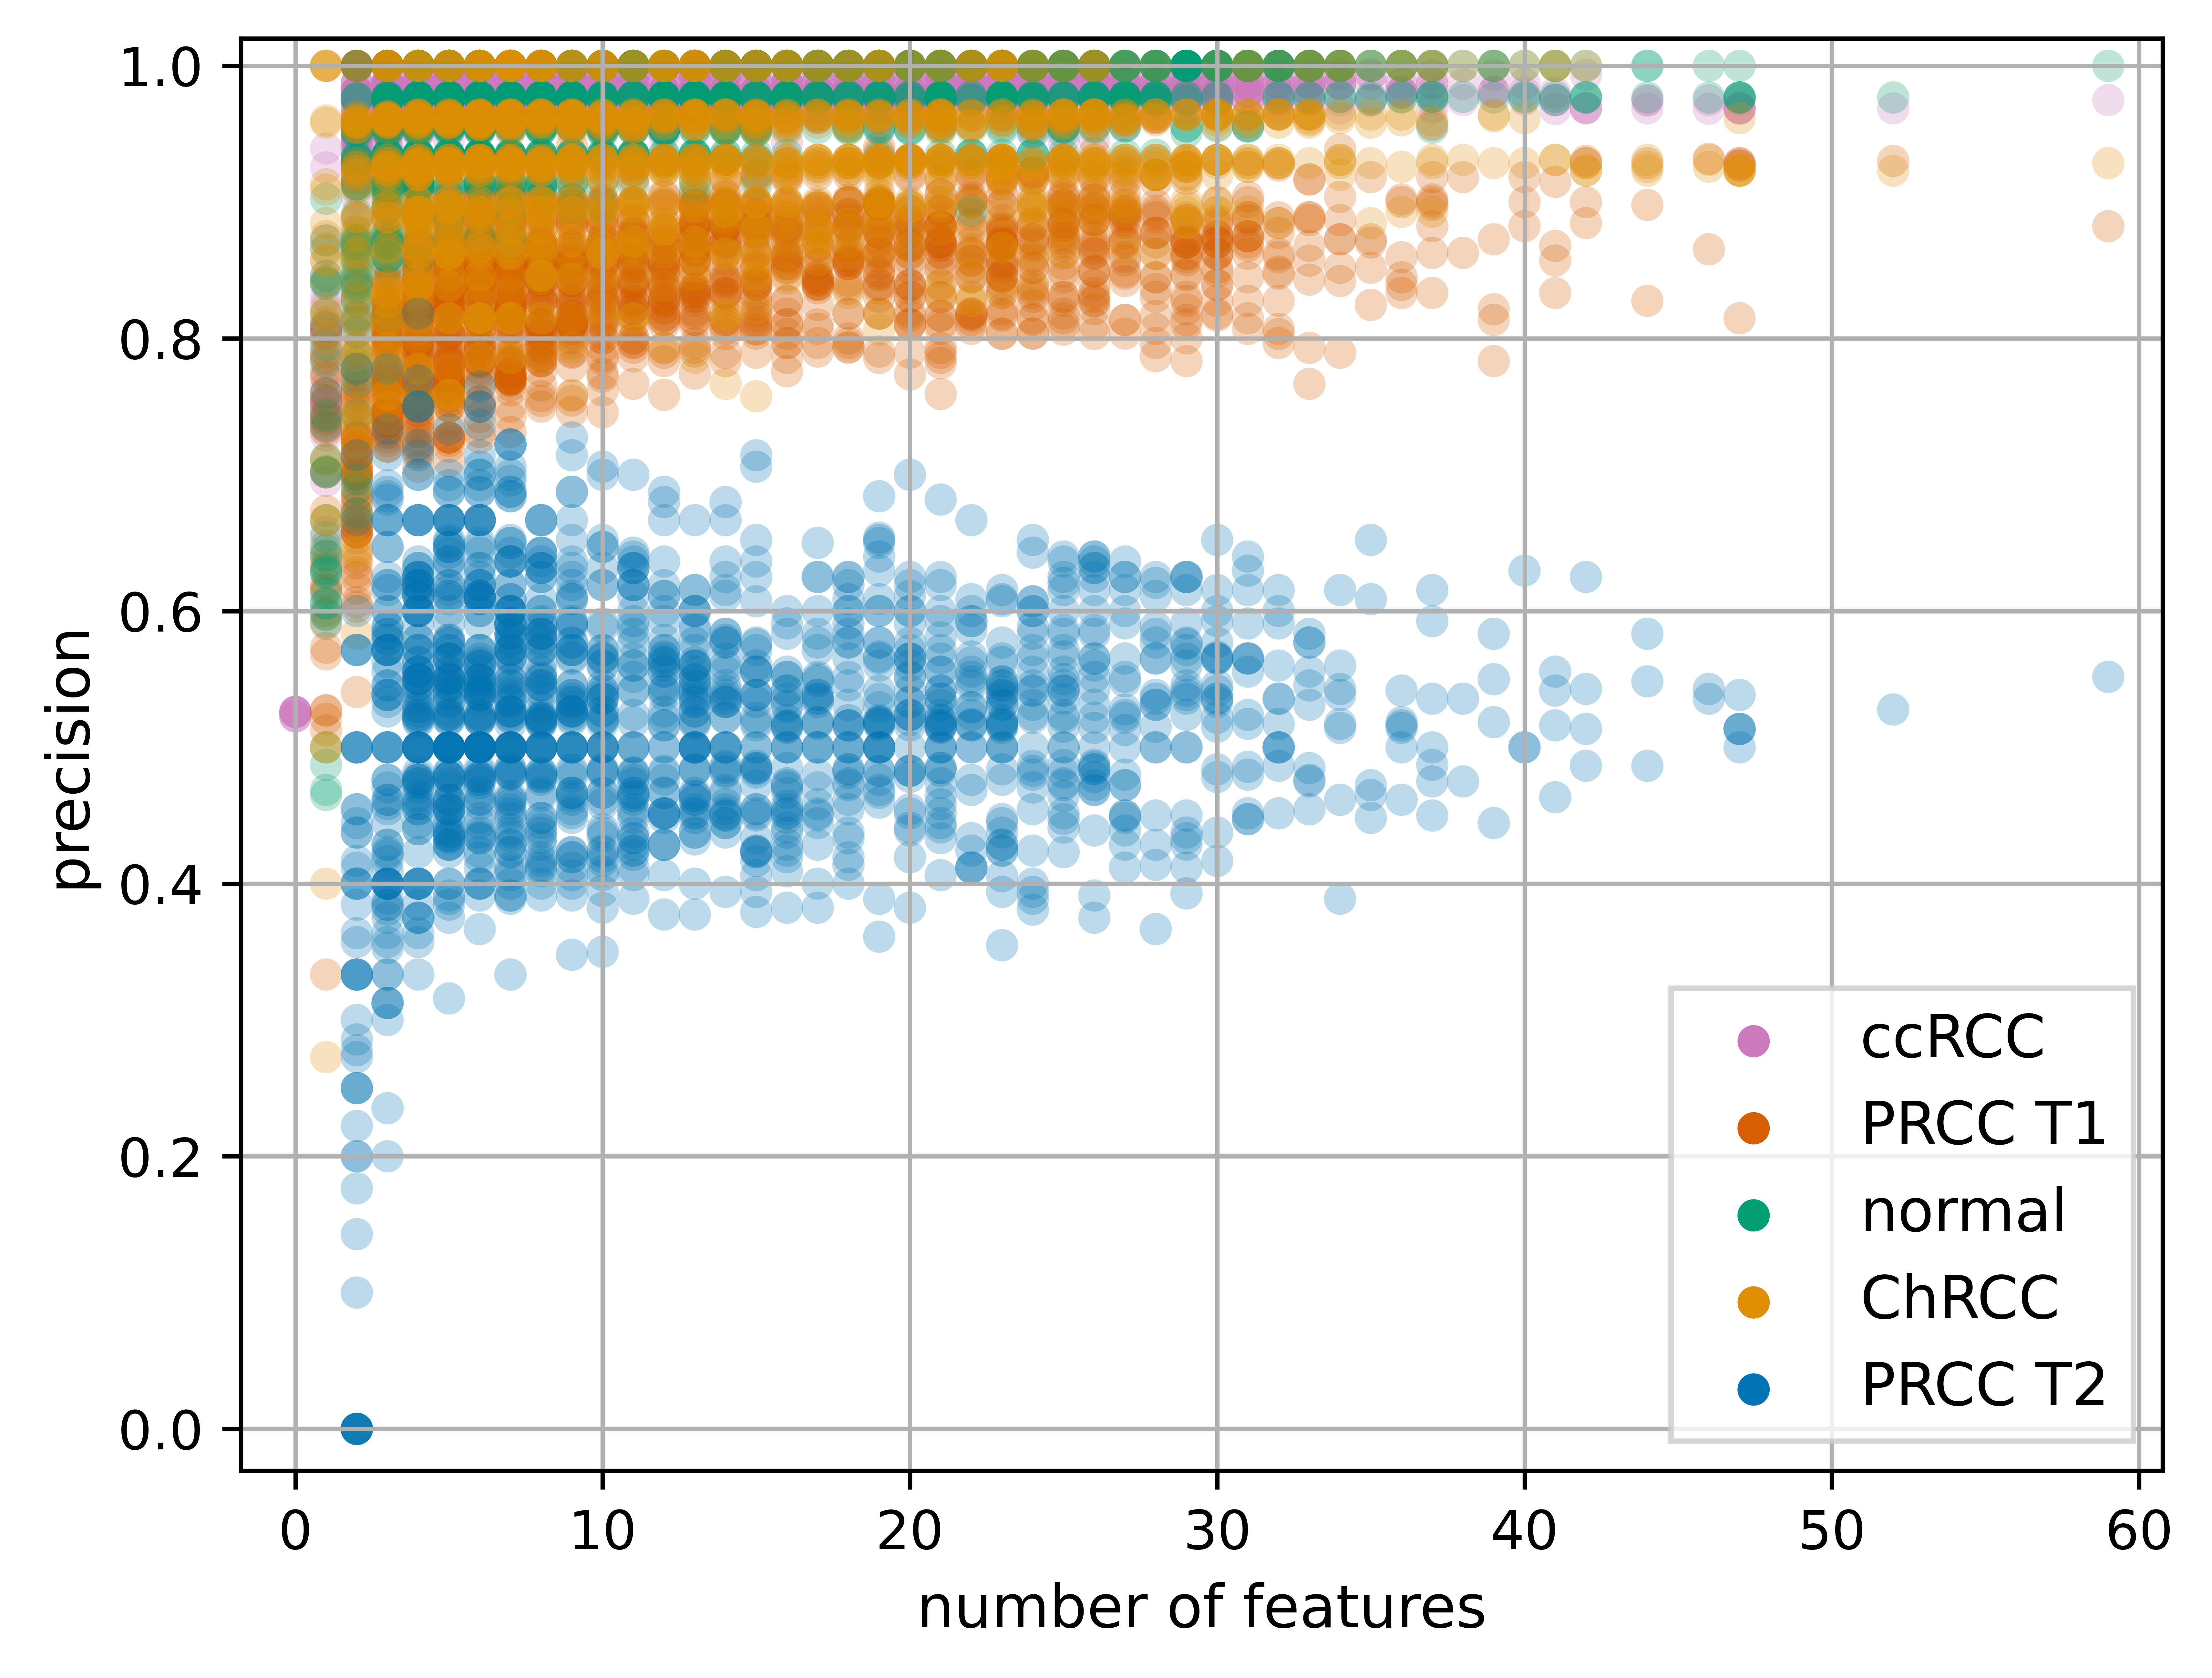 precision
1.0
0.8
0.6
0.4
0.2
0.0
0 10 20 30 40 50 60
number of features
ccRCC
PRCC T1
normal
ChRCC
PRCC T2